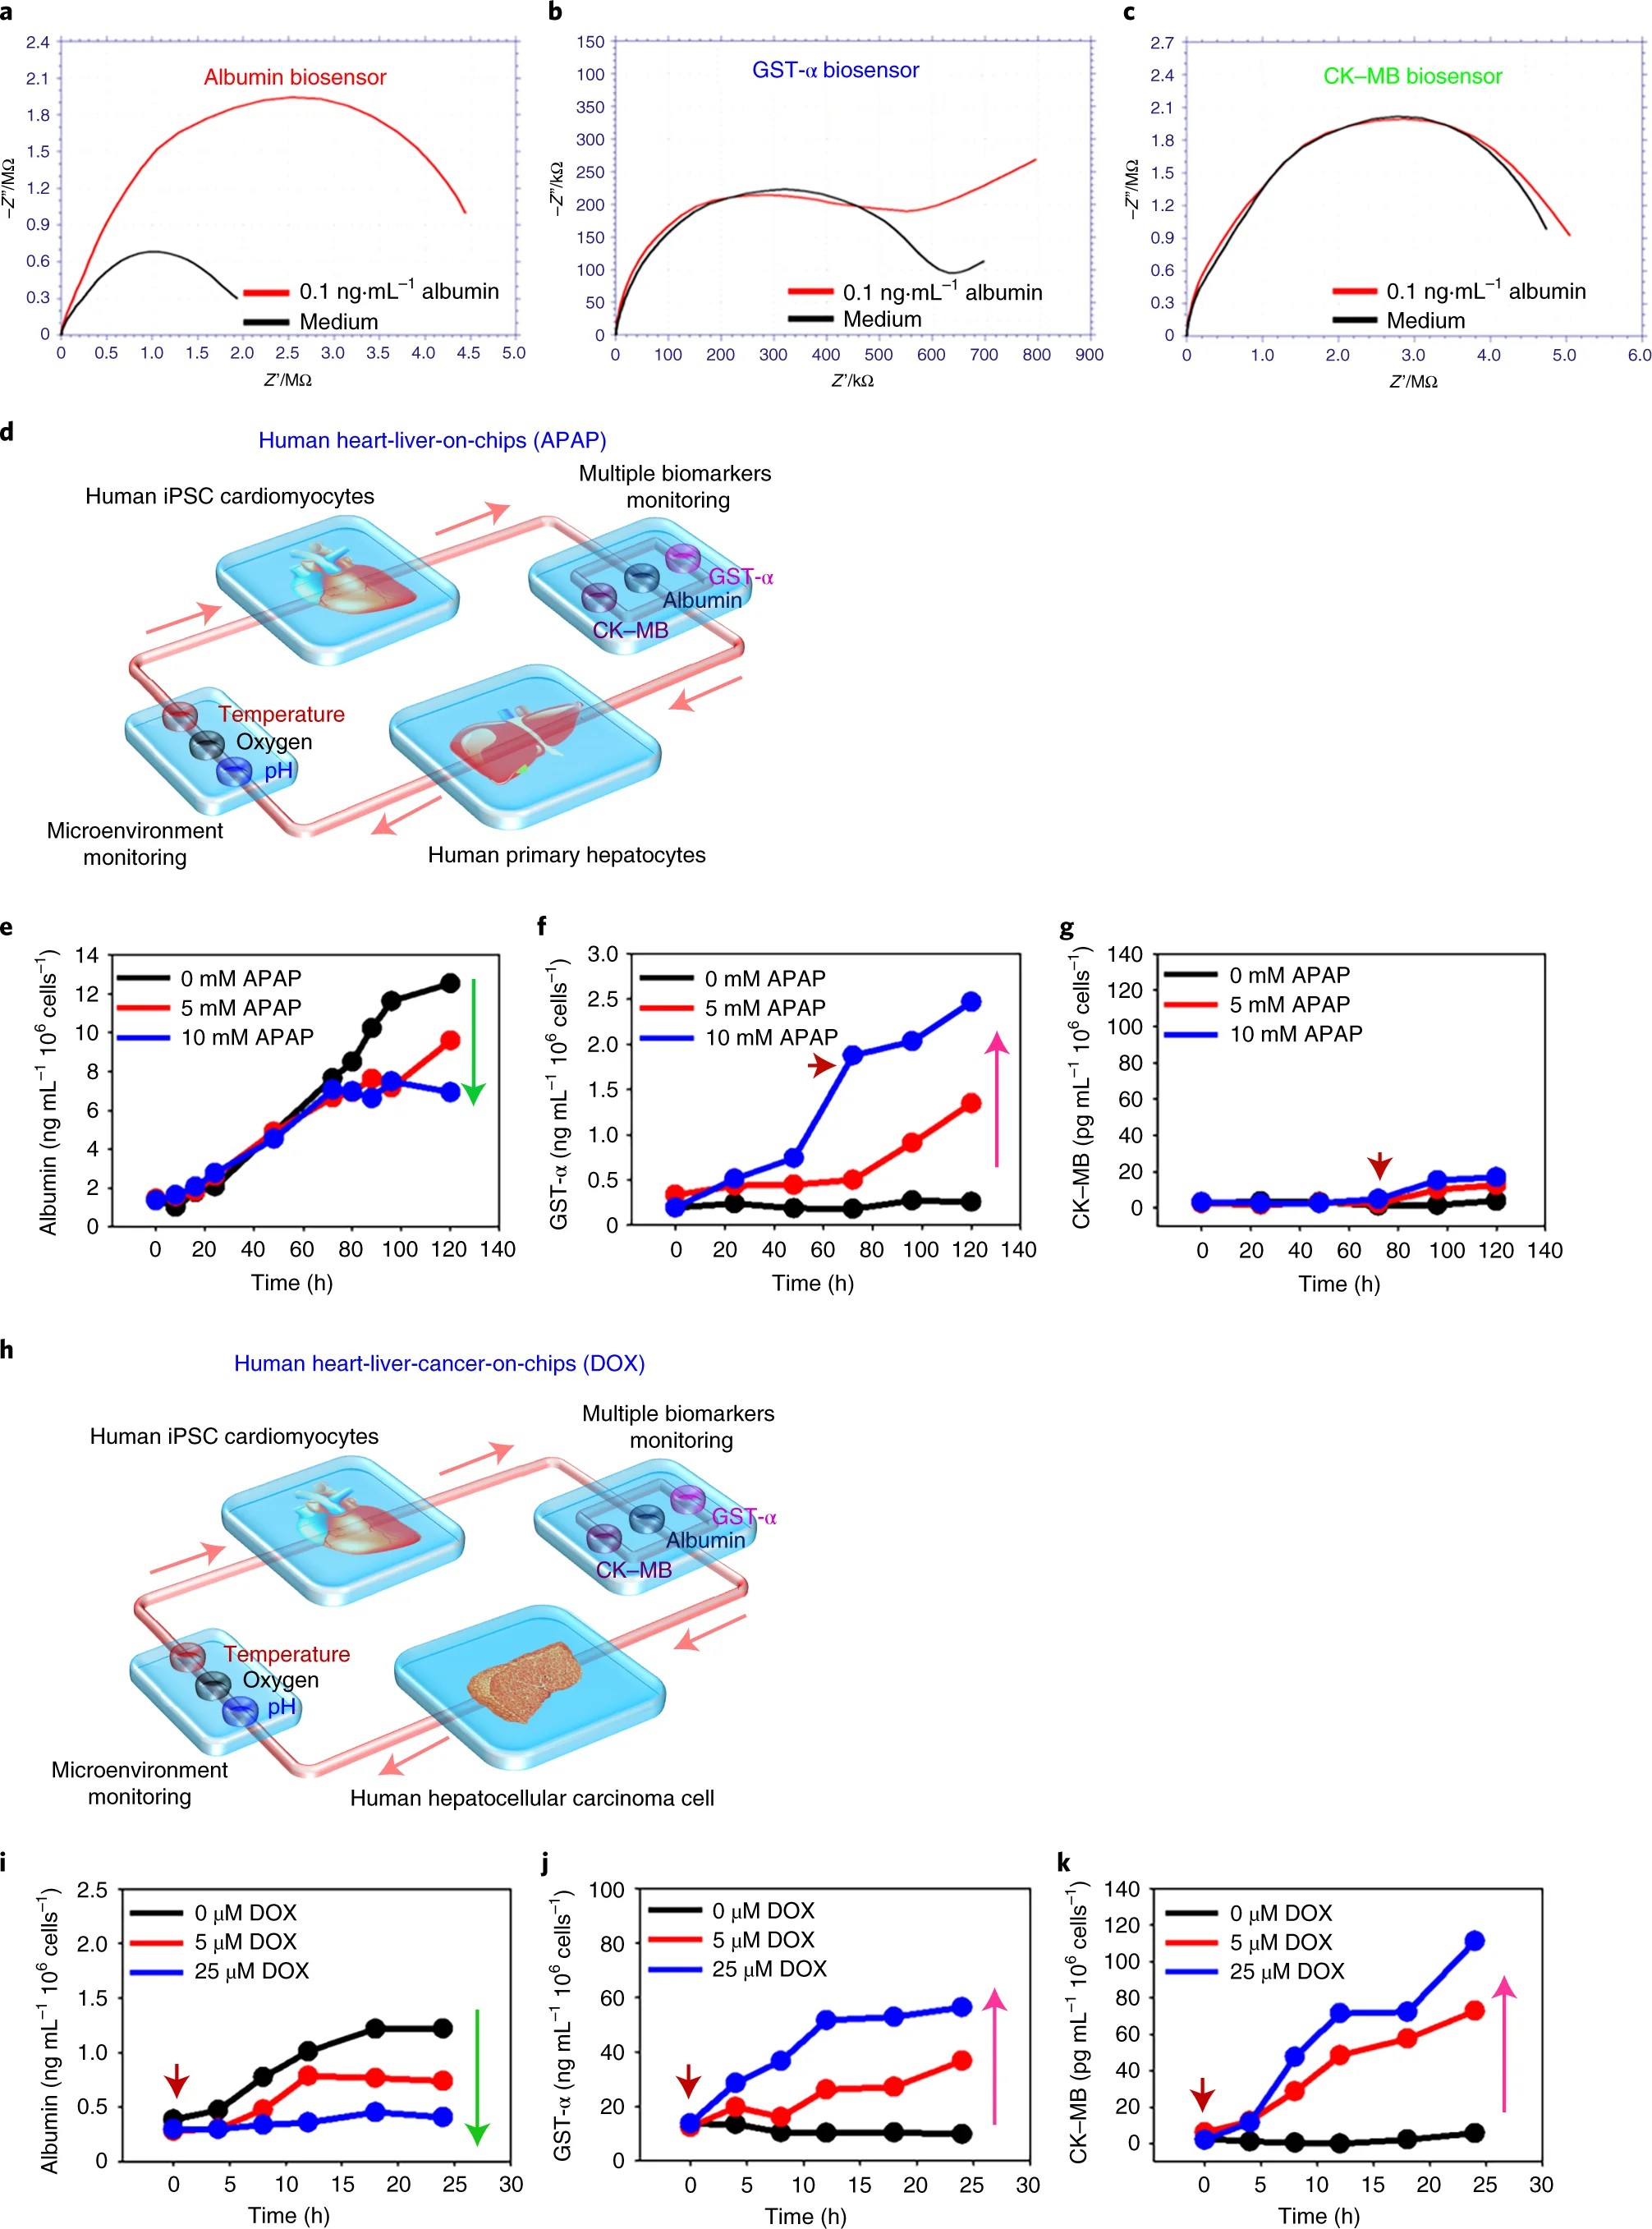 a
2.4
2.1
1.8
1.5
1.2
0.9
0.6
0.3
0
−Z″/MΩ
Albumin biosensor
0.1 ng·mL⁻¹ albumin
Medium
0 0.5 1.0 1.5 2.0 2.5 3.0 3.5 4.0 4.5 5.0
Z′/MΩ
b
150
100
350
300
250
200
150
100
50
0
−Z″/kΩ
GST-α biosensor
0.1 ng·mL⁻¹ albumin
Medium
0 100 200 300 400 500 600 700 800 900
Z′/kΩ
c
2.7
2.4
2.1
1.8
1.5
1.2
0.9
0.6
0.3
0
−Z″/MΩ
CK–MB biosensor
0.1 ng·mL⁻¹ albumin
Medium
0 1.0 2.0 3.0 4.0 5.0 6.0
Z′/MΩ
d
Human heart-liver-on-chips (APAP)
Human iPSC cardiomyocytes
Multiple biomarkers
monitoring
GST-α
Albumin
CK–MB
Temperature
Oxygen
pH
Microenvironment
monitoring
Human primary hepatocytes
e
Albumin (ng mL⁻¹ 10⁶ cells⁻¹)
14
12
10
8
6
4
2
0
0 mM APAP
5 mM APAP
10 mM APAP
0 20 40 60 80 100 120 140
Time (h)
f
GST-α (ng mL⁻¹ 10⁶ cells⁻¹)
3.0
2.5
2.0
1.5
1.0
0.5
0
0 mM APAP
5 mM APAP
10 mM APAP
0 20 40 60 80 100 120 140
Time (h)
g
CK–MB (pg mL⁻¹ 10⁶ cells⁻¹)
140
120
100
80
60
40
20
0
0 mM APAP
5 mM APAP
10 mM APAP
0 20 40 60 80 100 120 140
Time (h)
h
Human heart-liver-cancer-on-chips (DOX)
Human iPSC cardiomyocytes
Multiple biomarkers
monitoring
GST-α
Albumin
CK–MB
Temperature
Oxygen
pH
Microenvironment
monitoring
Human hepatocellular carcinoma cell
i
Albumin (ng mL⁻¹ 10⁶ cells⁻¹)
2.5
2.0
1.5
1.0
0.5
0
0 μM DOX
5 μM DOX
25 μM DOX
0 5 10 15 20 25 30
Time (h)
j
GST-α (ng mL⁻¹ 10⁶ cells⁻¹)
100
80
60
40
20
0
0 μM DOX
5 μM DOX
25 μM DOX
0 5 10 15 20 25 30
Time (h)
k
CK–MB (pg mL⁻¹ 10⁶ cells⁻¹)
140
120
100
80
60
40
20
0
0 μM DOX
5 μM DOX
25 μM DOX
0 5 10 15 20 25 30
Time (h)